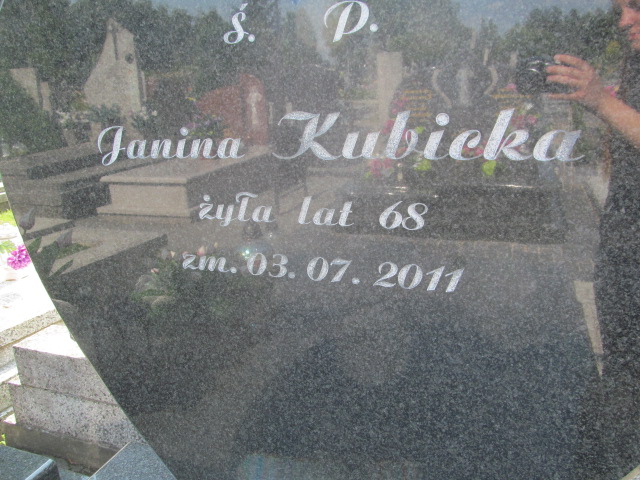 ś. P.
Janina Kubicka
żyła lat 68
zm. 03. 07. 2011